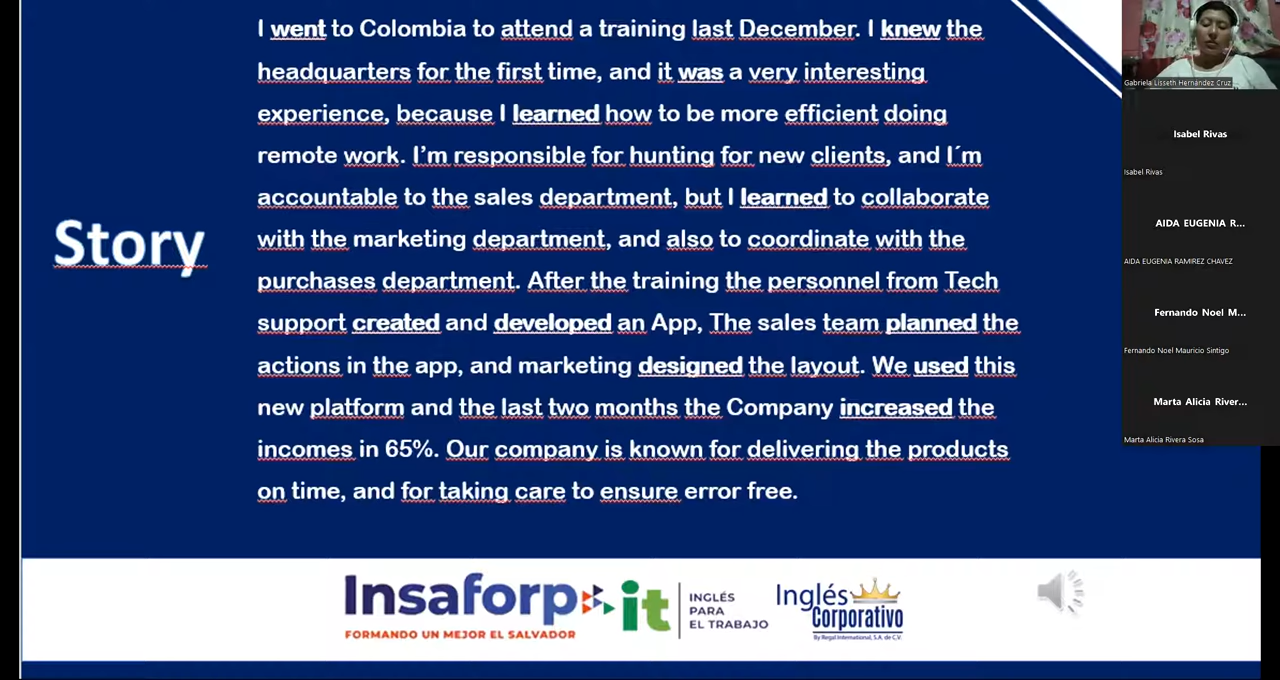 I went to Colombia to attend a training last December. I knew the
headquarters for the first time, and it was a very interesting
experience, because I learned how to be more efficient doing
remote work. I'm responsible for hunting for new clients, and I´m
accountable to the sales department, but I learned to collaborate
with the marketing department, and also to coordinate with the
purchases department. After the training the personnel from Tech
support created and developed an App, The sales team planned the
actions in the app, and marketing designed the layout. We used this
new platform and the last two months the Company increased the
incomes in 65%. Our company is known for delivering the products
on time, and for taking care to ensure error free.
Story
Insaforp
FORMANDO UN MEJOR EL SALVADOR
it
INGLÉS
PARA
EL TRABAJO
Inglés
Corporativo
By Regal International, S.A. de C.V.
Gabriela Lisseth Hernández Cruz
Isabel Rivas
Isabel Rivas
AIDA EUGENIA R...
AIDA EUGENIA RAMIREZ CHAVEZ
Fernando Noel M...
Fernando Noel Mauricio Sintigo
Marta Alicia River...
Marta Alicia Rivera Sosa